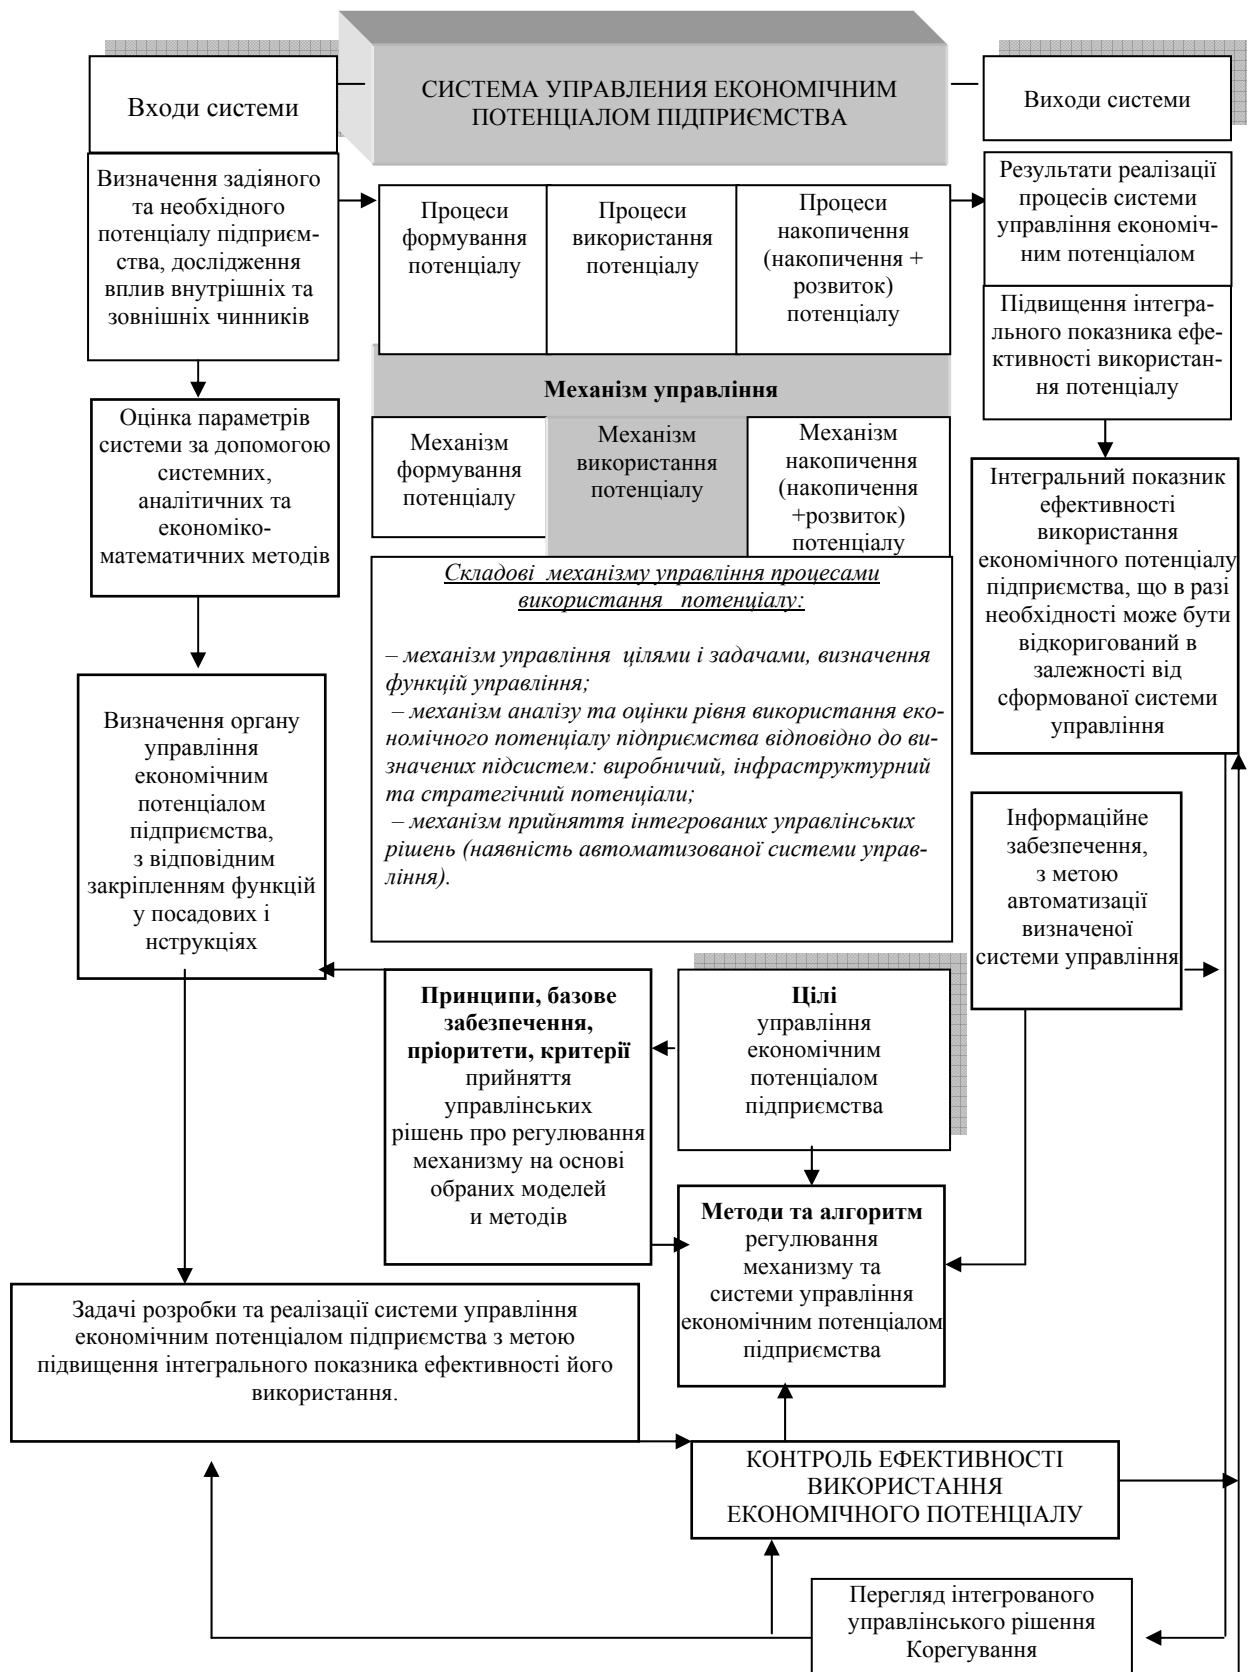 СИСТЕМА УПРАВЛЕНИЯ ЕКОНОМІЧНИМ
ПОТЕНЦІАЛОМ ПІДПРИЄМСТВА
Входи системи
Виходи системи
Визначення задіяного
та необхідного
потенціалу підприєм-
ства, дослідження
вплив внутрішніх та
зовнішніх чинників
Процеси
формування
потенціалу
Процеси
використання
потенціалу
Процеси
накопичення
(накопичення +
розвиток)
потенціалу
Результати реалізації
процесів системи
управління економіч-
ним потенціалом
Підвищення інтегра-
льного показника ефе-
ктивності використан-
ня потенціалу
Механізм управління
Оцінка параметрів
системи за допомогою
системних,
аналітичних та
економіко-
математичних методів
Механізм
формування
потенціалу
Механізм
використання
потенціалу
Механізм
накопичення
(накопичення
+розвиток)
потенціалу
Інтегральний показник
ефективності
використання
економічного потенціалу
підприємства, що в разі
необхідності може бути
відкоригований в
залежності від
сформованої системи
управління
Складові механізму управління процесами
використання потенціалу:
– механізм управління цілями і задачами, визначення
функцій управління;
– механізм аналізу та оцінки рівня використання еко-
номічного потенціалу підприємства відповідно до ви-
значених підсистем: виробничий, інфраструктурний
та стратегічний потенціали;
– механізм прийняття інтегрованих управлінських
рішень (наявність автоматизованої системи управ-
ління).
Визначення органу
управління
економічним
потенціалом
підприємства,
з відповідним
закріпленням функцій
у посадових і
нструкціях
Інформаційне
забезпечення,
з метою
автоматизації
визначеної
системи управління
Принципи, базове
забезпечення,
пріоритети, критерії
прийняття
управлінських
рішень про регулювання
механізму на основі
обраних моделей
и методів
Цілі
управління
економічним
потенціалом
підприємства
Методи та алгоритм
регулювання
механізму та
системи управління
економічним потенціалом
підприємства
Задачі розробки та реалізації системи управління
економічним потенціалом підприємства з метою
підвищення інтегрального показника ефективності його
використання.
КОНТРОЛЬ ЕФЕКТИВНОСТІ
ВИКОРИСТАННЯ
ЕКОНОМІЧНОГО ПОТЕНЦІАЛУ
Перегляд інтегрованого
управлінського рішення
Корегування